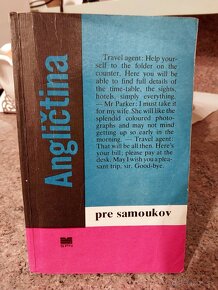 Angličtina
Travel agent: Help your-
self to the folder on the
counter. Here you will be
able to find full details of
the time-table, the sights,
hotels, simply everything.
— Mr Parker: I must take it
for my wife. She will like the
splendid coloured photo-
graphs and may not mind
getting up so early in the
morning. — Travel agent:
That will be all then. Here's
your bill, please pay at the
desk. May I wish you a plea-
sant trip, sir. Good-bye.
pre samoukov